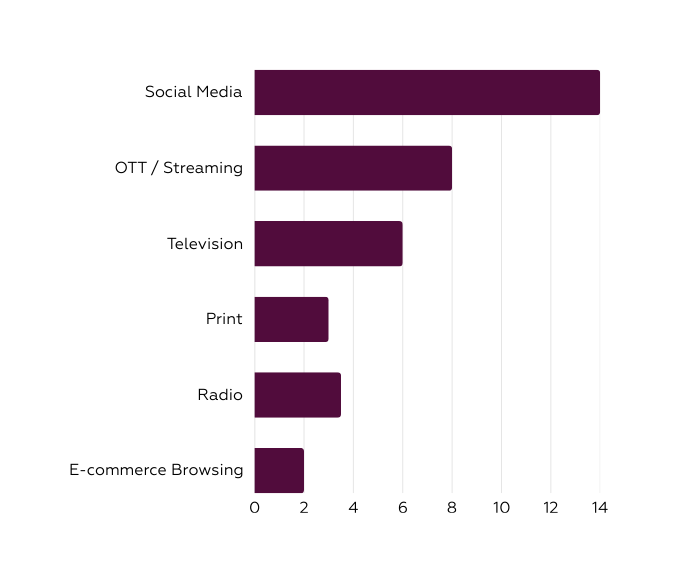 Social Media
OTT / Streaming
Television
Print
Radio
E-commerce Browsing
0 2 4 6 8 10 12 14